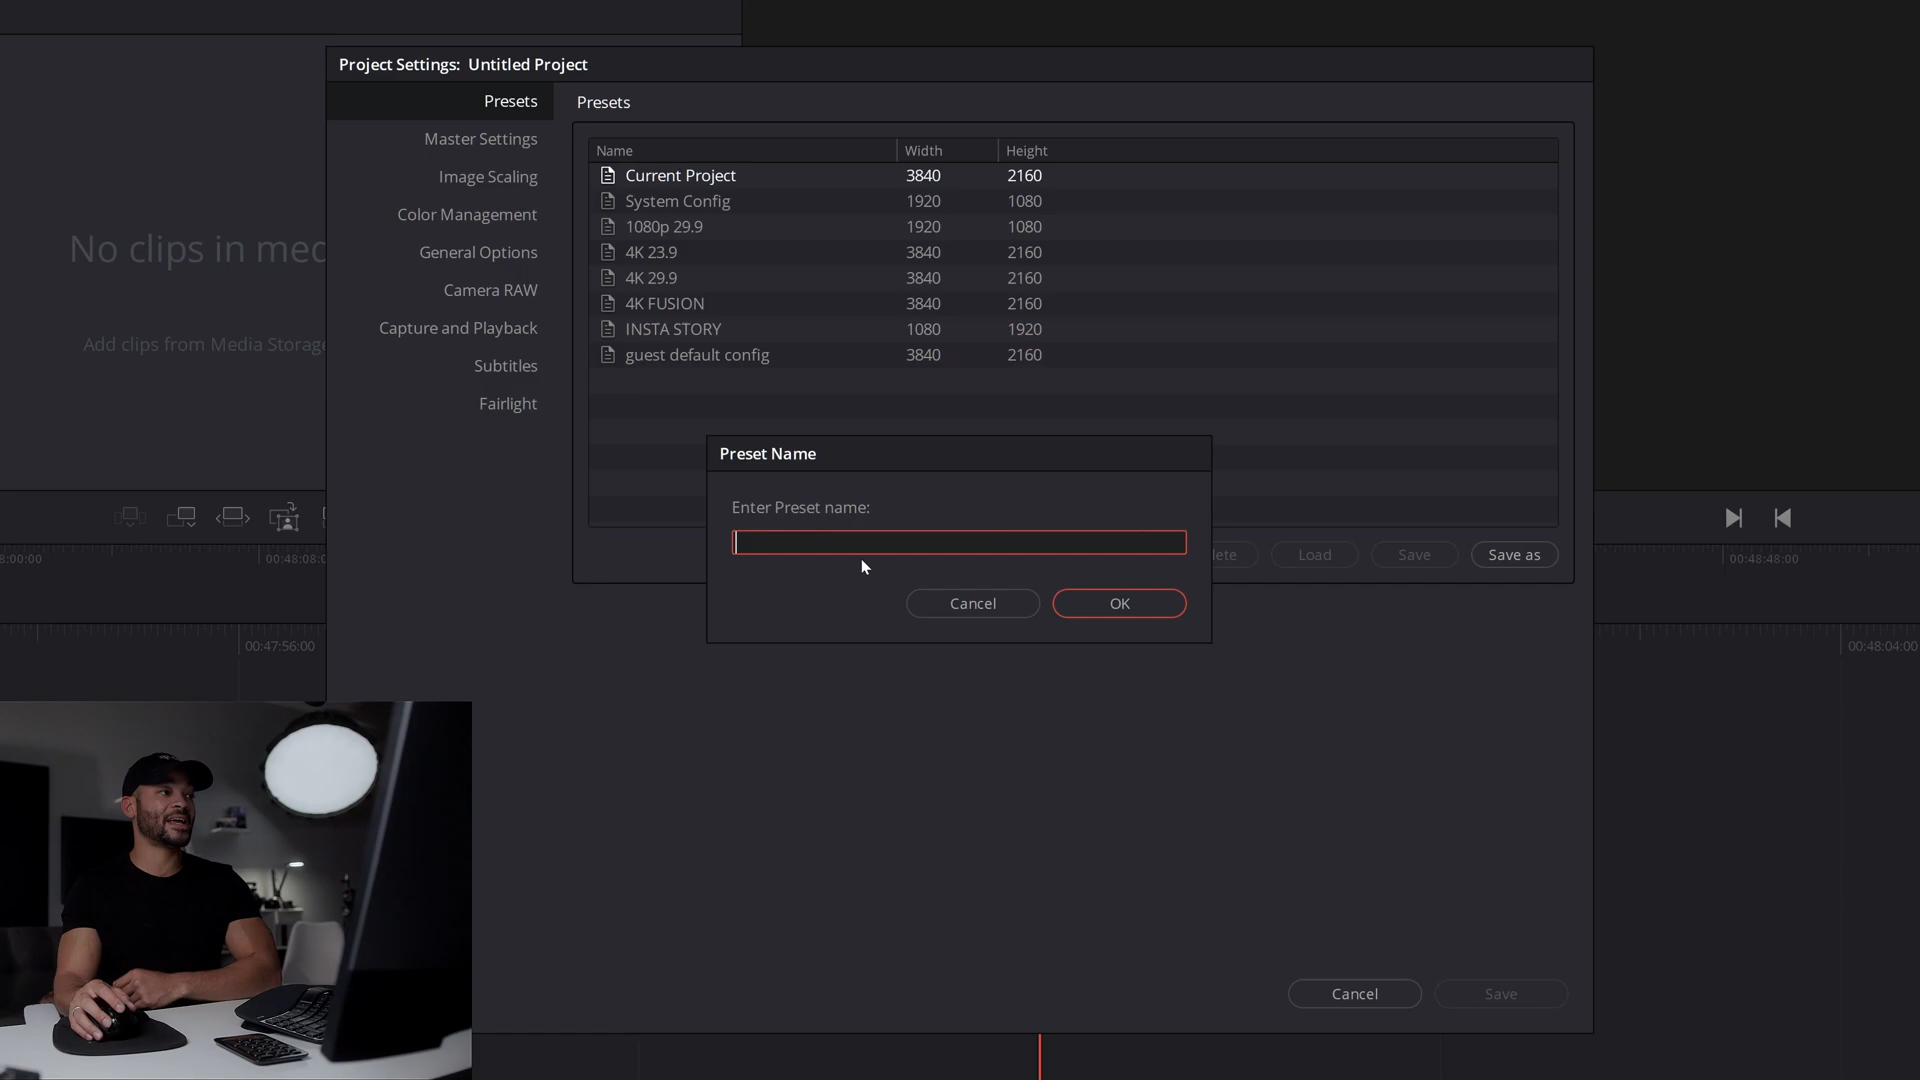 Project Settings: Untitled Project
Presets
Master Settings
Image Scaling
Color Management
General Options
Camera RAW
Capture and Playback
Subtitles
Fairlight
Presets
Name Width Height
Current Project 3840 2160
System Config 1920 1080
1080p 29.9 1920 1080
4K 23.9 3840 2160
4K 29.9 3840 2160
4K FUSION 3840 2160
INSTA STORY 1080 1920
guest default config 3840 2160
No clips in med
Add clips from Media Storage
Preset Name
Enter Preset name:
Cancel OK
lete Load Save Save as
8:00:00 00:48:08:0 00:48:48:00
00:47:56:00 00:48:04:00
Cancel Save